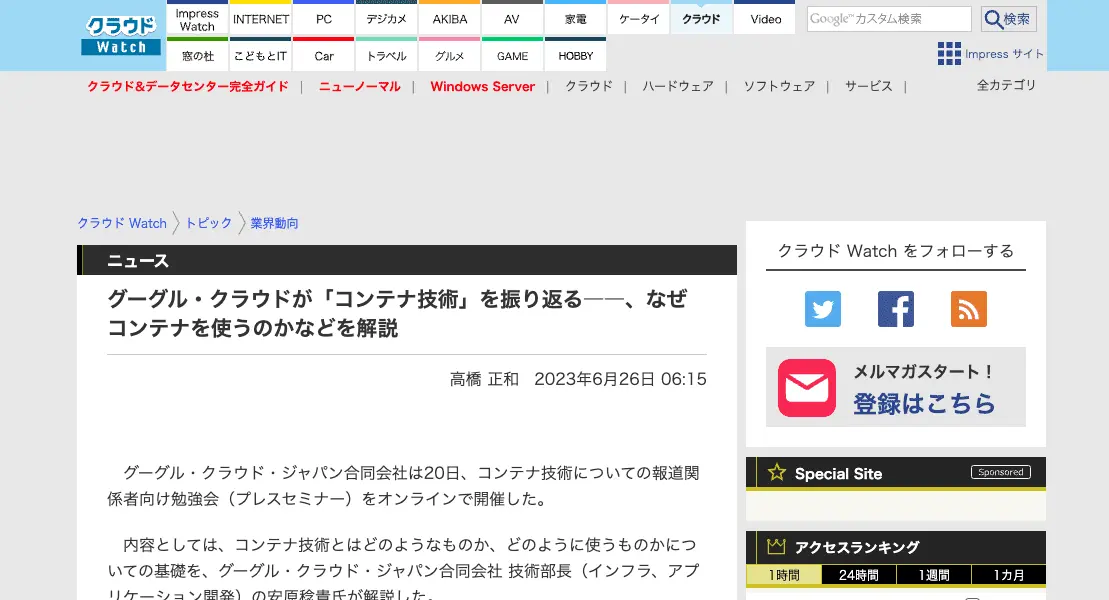 クラウド
Watch
Impress Watch
INTERNET
PC
デジカメ
AKIBA
AV
家電
ケータイ
クラウド
Video
Google™カスタム検索
検索
窓の杜
こどもとIT
Car
トラベル
グルメ
GAME
HOBBY
Impress サイト
クラウド&データセンター完全ガイド | ニューノーマル | Windows Server | クラウド | ハードウェア | ソフトウェア | サービス |
全カテゴリ
クラウド Watch
トピック
業界動向
ニュース
グーグル・クラウドが「コンテナ技術」を振り返る――、なぜ
コンテナを使うのかなどを解説
高橋 正和 2023年6月26日 06:15
グーグル・クラウド・ジャパン合同会社は20日、コンテナ技術についての報道関
係者向け勉強会（プレスセミナー）をオンラインで開催した。
内容としては、コンテナ技術とはどのようなものか、どのように使うものかにつ
いての基礎を、グーグル・クラウド・ジャパン合同会社 技術部長（インフラ、アプ
リケーション開発）の安原稔貴氏が解説した。
クラウド Watch をフォローする
メルマガスタート！
登録はこちら
Special Site
Sponsored
アクセスランキング
1時間
24時間
1週間
1カ月